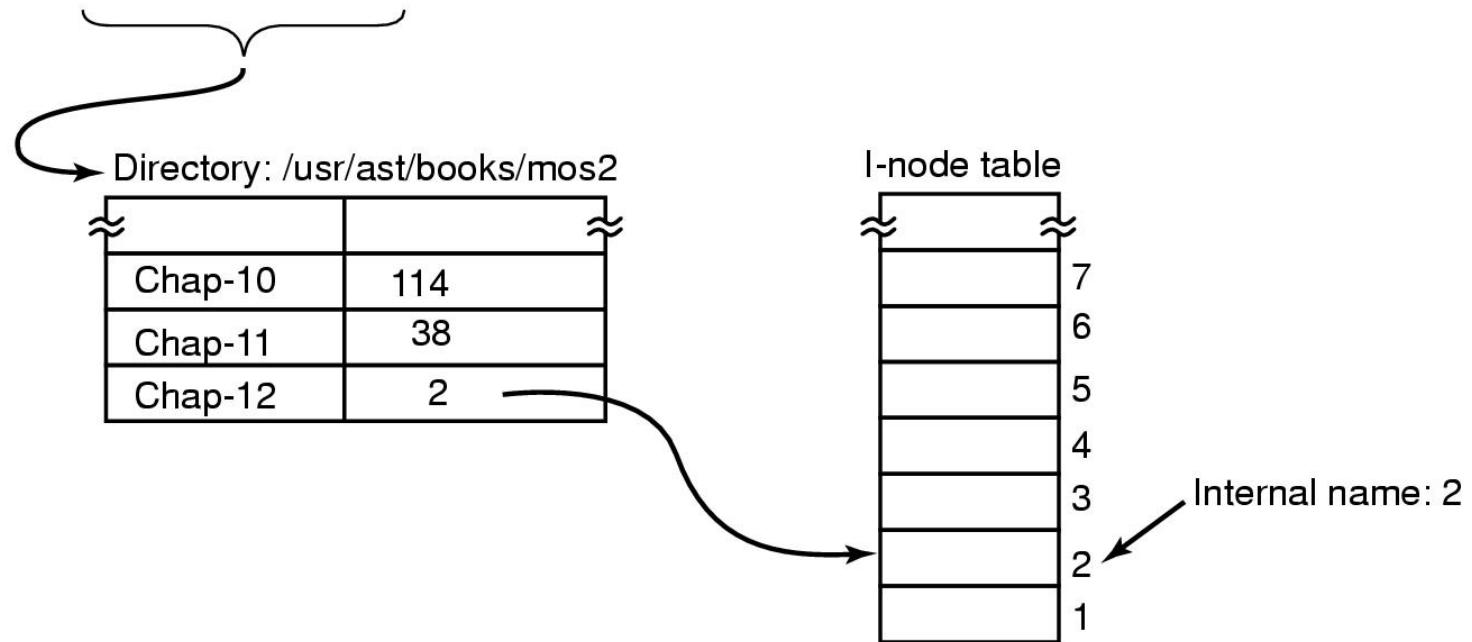 Directory: /usr/ast/books/mos2
Chap-10 114
Chap-11 38
Chap-12 2
I-node table
7
6
5
4
3
2
1
Internal name: 2